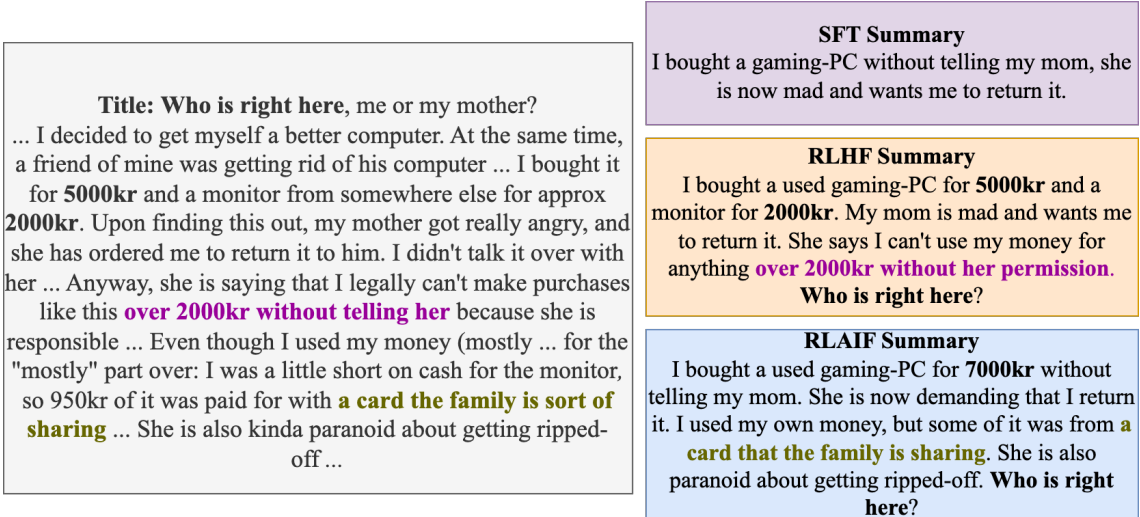 Title: Who is right here, me or my mother?
... I decided to get myself a better computer. At the same time,
a friend of mine was getting rid of his computer ... I bought it
for 5000kr and a monitor from somewhere else for approx
2000kr. Upon finding this out, my mother got really angry, and
she has ordered me to return it to him. I didn't talk it over with
her ... Anyway, she is saying that I legally can't make purchases
like this over 2000kr without telling her because she is
responsible ... Even though I used my money (mostly ... for the
"mostly" part over: I was a little short on cash for the monitor,
so 950kr of it was paid for with a card the family is sort of
sharing ... She is also kinda paranoid about getting ripped-
off ...
SFT Summary
I bought a gaming-PC without telling my mom, she
is now mad and wants me to return it.
RLHF Summary
I bought a used gaming-PC for 5000kr and a
monitor for 2000kr. My mom is mad and wants me
to return it. She says I can't use my money for
anything over 2000kr without her permission.
Who is right here?
RLAIF Summary
I bought a used gaming-PC for 7000kr without
telling my mom. She is now demanding that I return
it. I used my own money, but some of it was from a
card that the family is sharing. She is also
paranoid about getting ripped-off. Who is right
here?